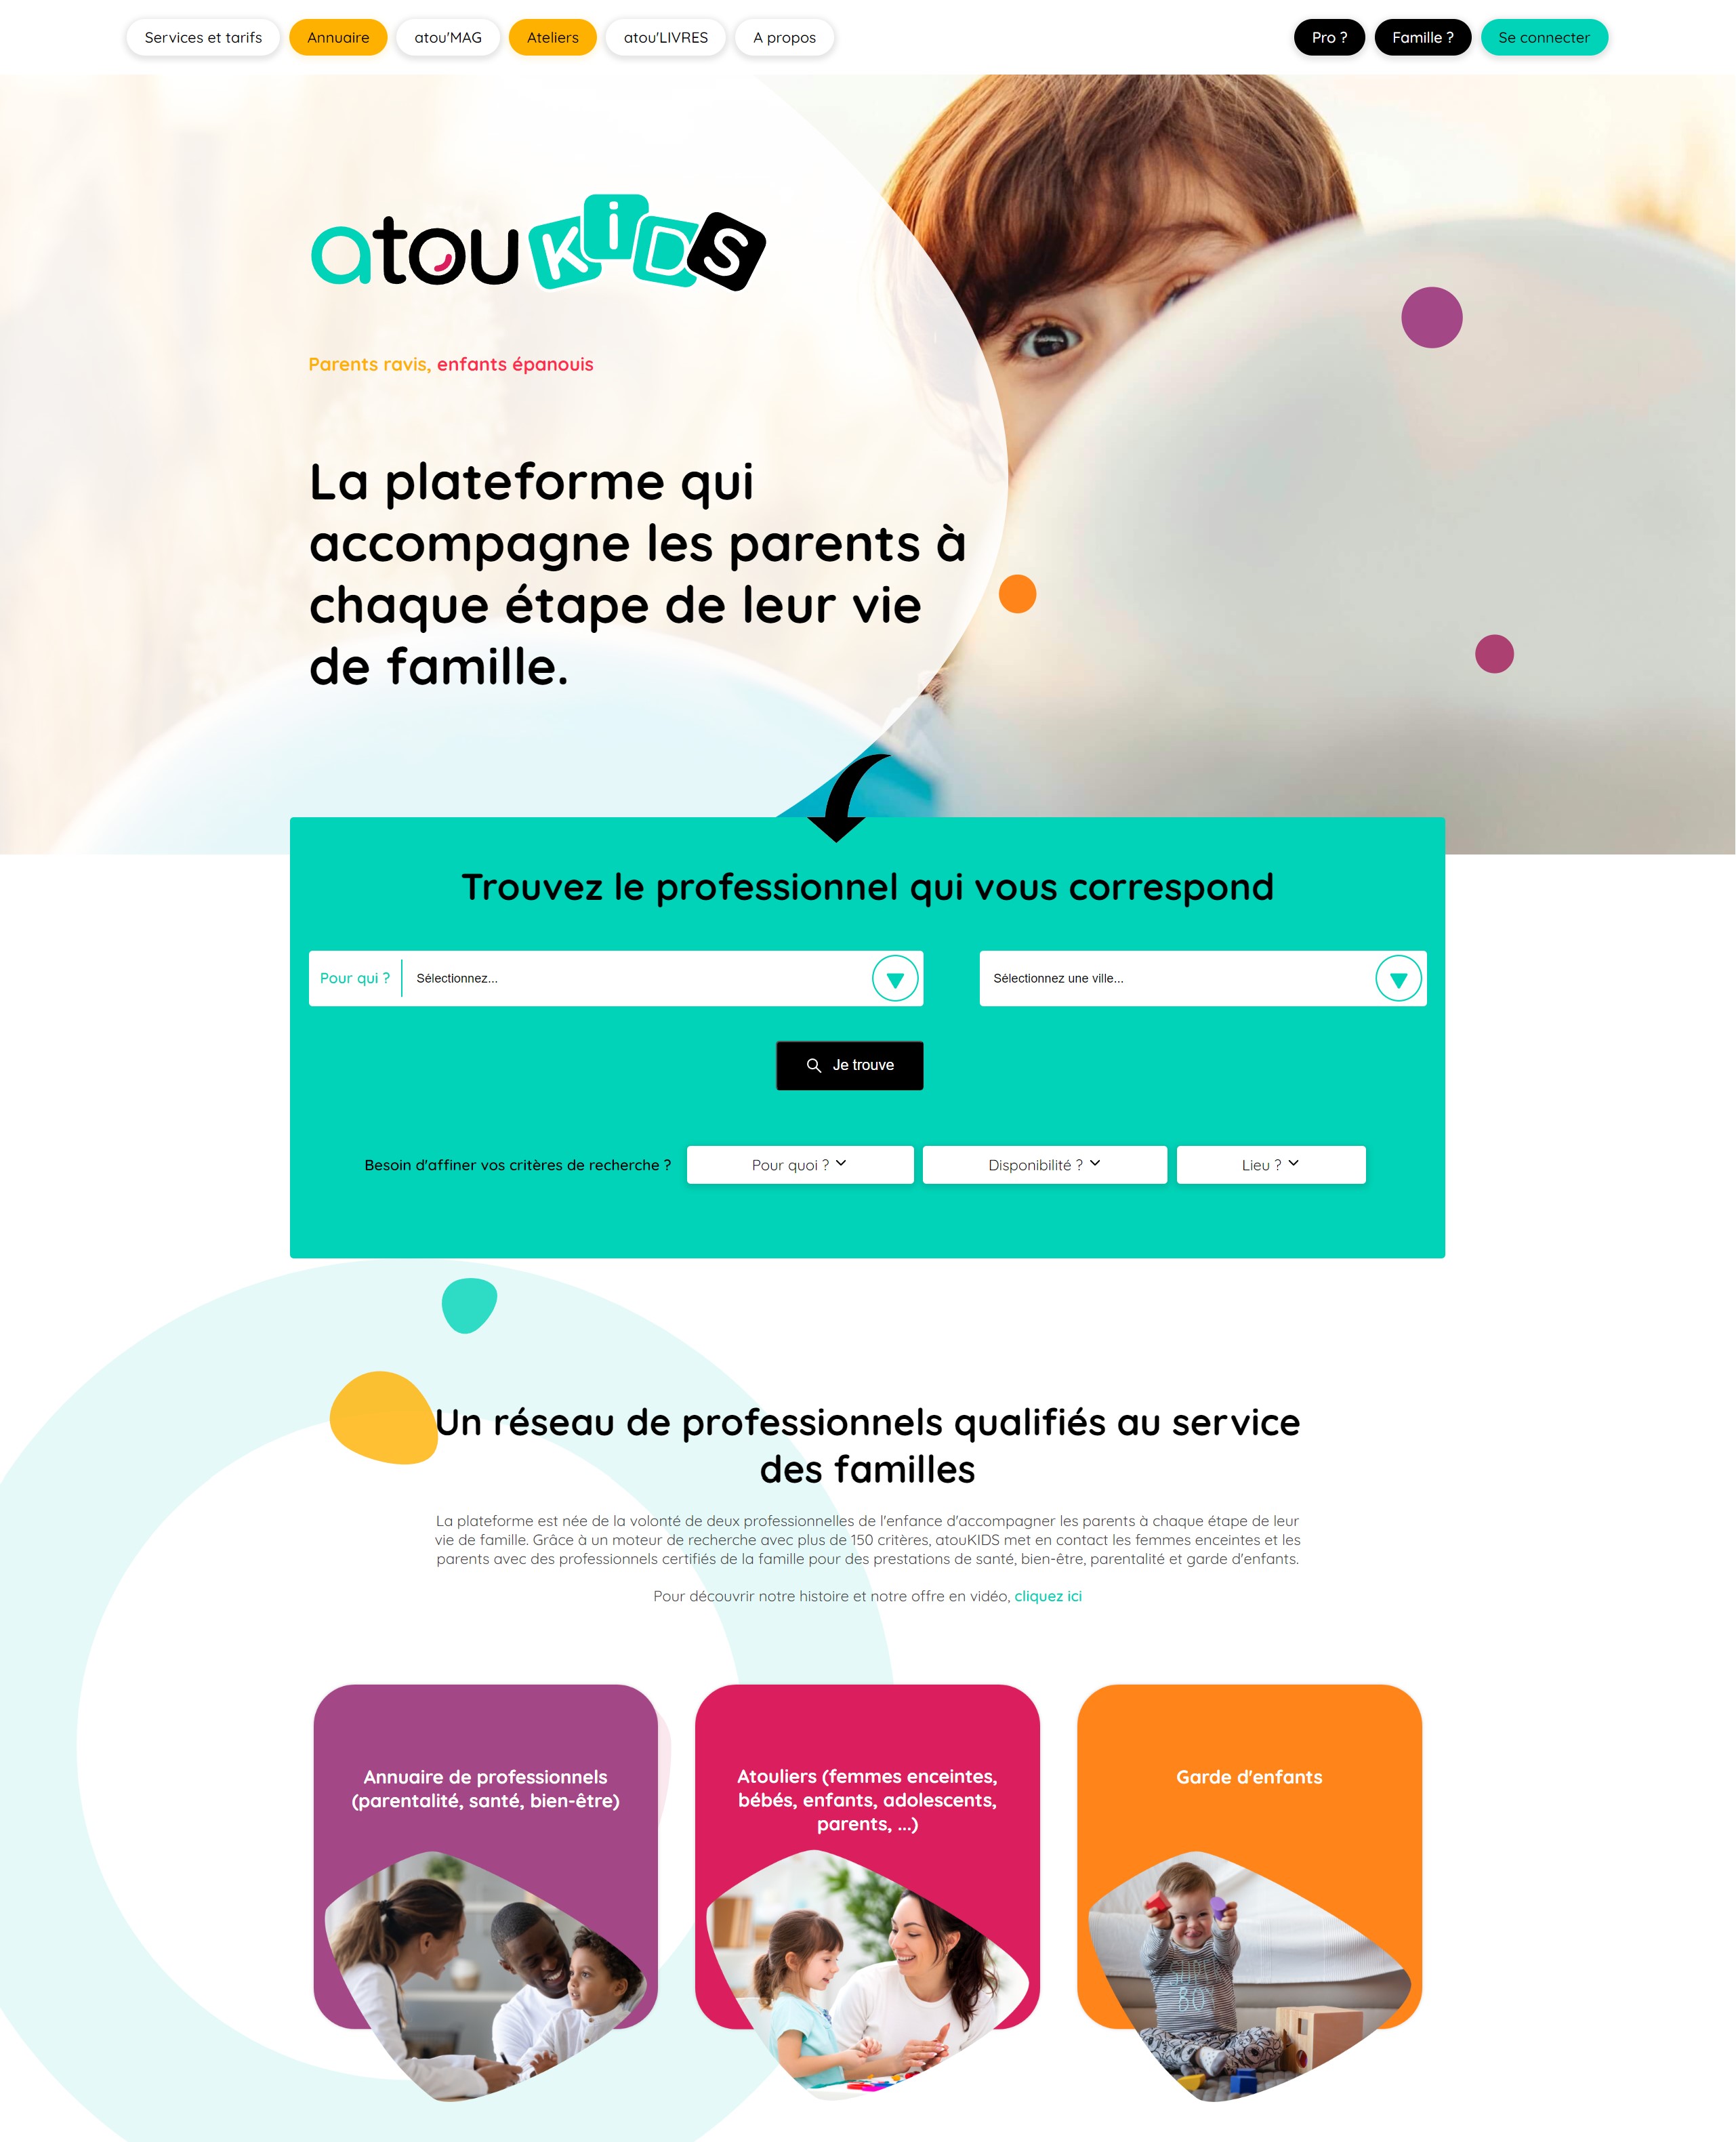 Services et tarifs
Annuaire
atou'MAG
Ateliers
atou'LIVRES
A propos
Pro ?
Famille ?
Se connecter
atou KiDS
Parents ravis, enfants épanouis
La plateforme qui
accompagne les parents à
chaque étape de leur vie
de famille.
Trouvez le professionnel qui vous correspond
Pour qui ?
Sélectionnez...
Sélectionnez une ville...
Je trouve
Besoin d'affiner vos critères de recherche ?
Pour quoi ?
Disponibilité ?
Lieu ?
Un réseau de professionnels qualifiés au service
des familles
La plateforme est née de la volonté de deux professionnelles de l'enfance d'accompagner les parents à chaque étape de leur
vie de famille. Grâce à un moteur de recherche avec plus de 150 critères, atouKIDS met en contact les femmes enceintes et les
parents avec des professionnels certifiés de la famille pour des prestations de santé, bien-être, parentalité et garde d'enfants.
Pour découvrir notre histoire et notre offre en vidéo, cliquez ici
Annuaire de professionnels
(parentalité, santé, bien-être)
Atouliers (femmes enceintes,
bébés, enfants, adolescents,
parents, ...)
Garde d'enfants
SUPER
BOY